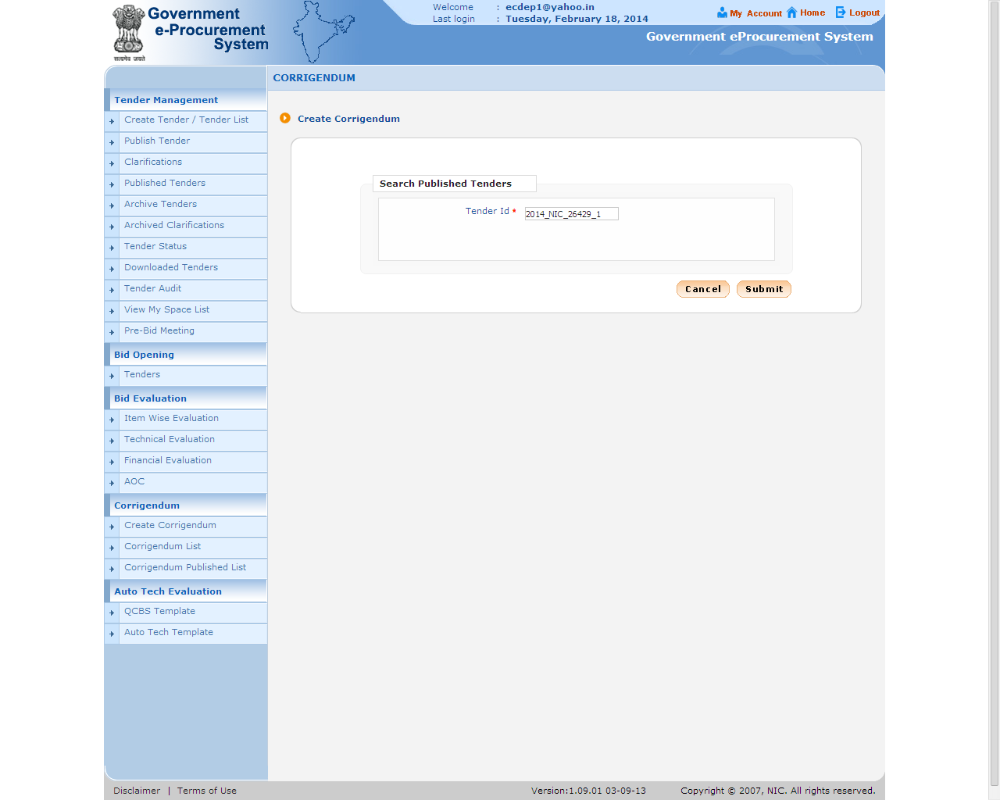 Government
e-Procurement
System
सत्यमेव जयते
Welcome : ecdep1@yahoo.in
Last login : Tuesday, February 18, 2014
My Account Home Logout
Government eProcurement System
CORRIGENDUM
Tender Management
Create Tender / Tender List
Publish Tender
Clarifications
Published Tenders
Archive Tenders
Archived Clarifications
Tender Status
Downloaded Tenders
Tender Audit
View My Space List
Pre-Bid Meeting
Bid Opening
Tenders
Bid Evaluation
Item Wise Evaluation
Technical Evaluation
Financial Evaluation
AOC
Corrigendum
Create Corrigendum
Corrigendum List
Corrigendum Published List
Auto Tech Evaluation
QCBS Template
Auto Tech Template
Create Corrigendum
Search Published Tenders
Tender Id * 2014_NIC_26429_1
Cancel Submit
Disclaimer | Terms of Use
Version:1.09.01 03-09-13
Copyright © 2007, NIC. All rights reserved.